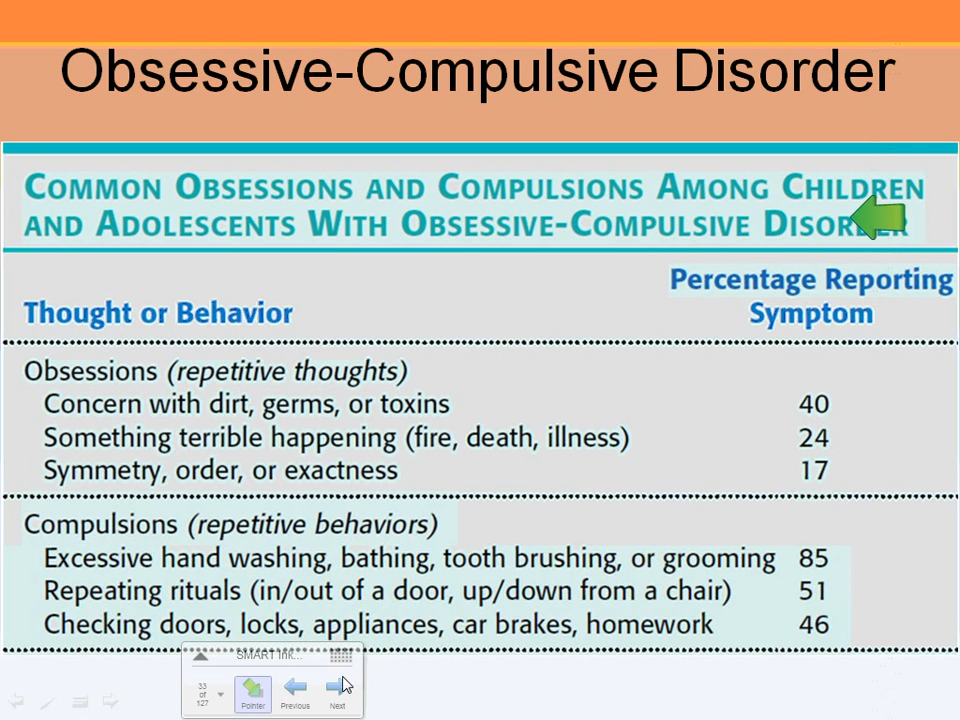 Obsessive-Compulsive Disorder
COMMON OBSESSIONS AND COMPULSIONS AMONG CHILDREN
AND ADOLESCENTS WITH OBSESSIVE-COMPULSIVE DISORDER
Percentage Reporting
Thought or Behavior Symptom
Obsessions (repetitive thoughts)
Concern with dirt, germs, or toxins 40
Something terrible happening (fire, death, illness) 24
Symmetry, order, or exactness 17
Compulsions (repetitive behaviors)
Excessive hand washing, bathing, tooth brushing, or grooming 85
Repeating rituals (in/out of a door, up/down from a chair) 51
Checking doors, locks, appliances, car brakes, homework 46
SMART Ink...
33
of
127
Pointer Previous Next